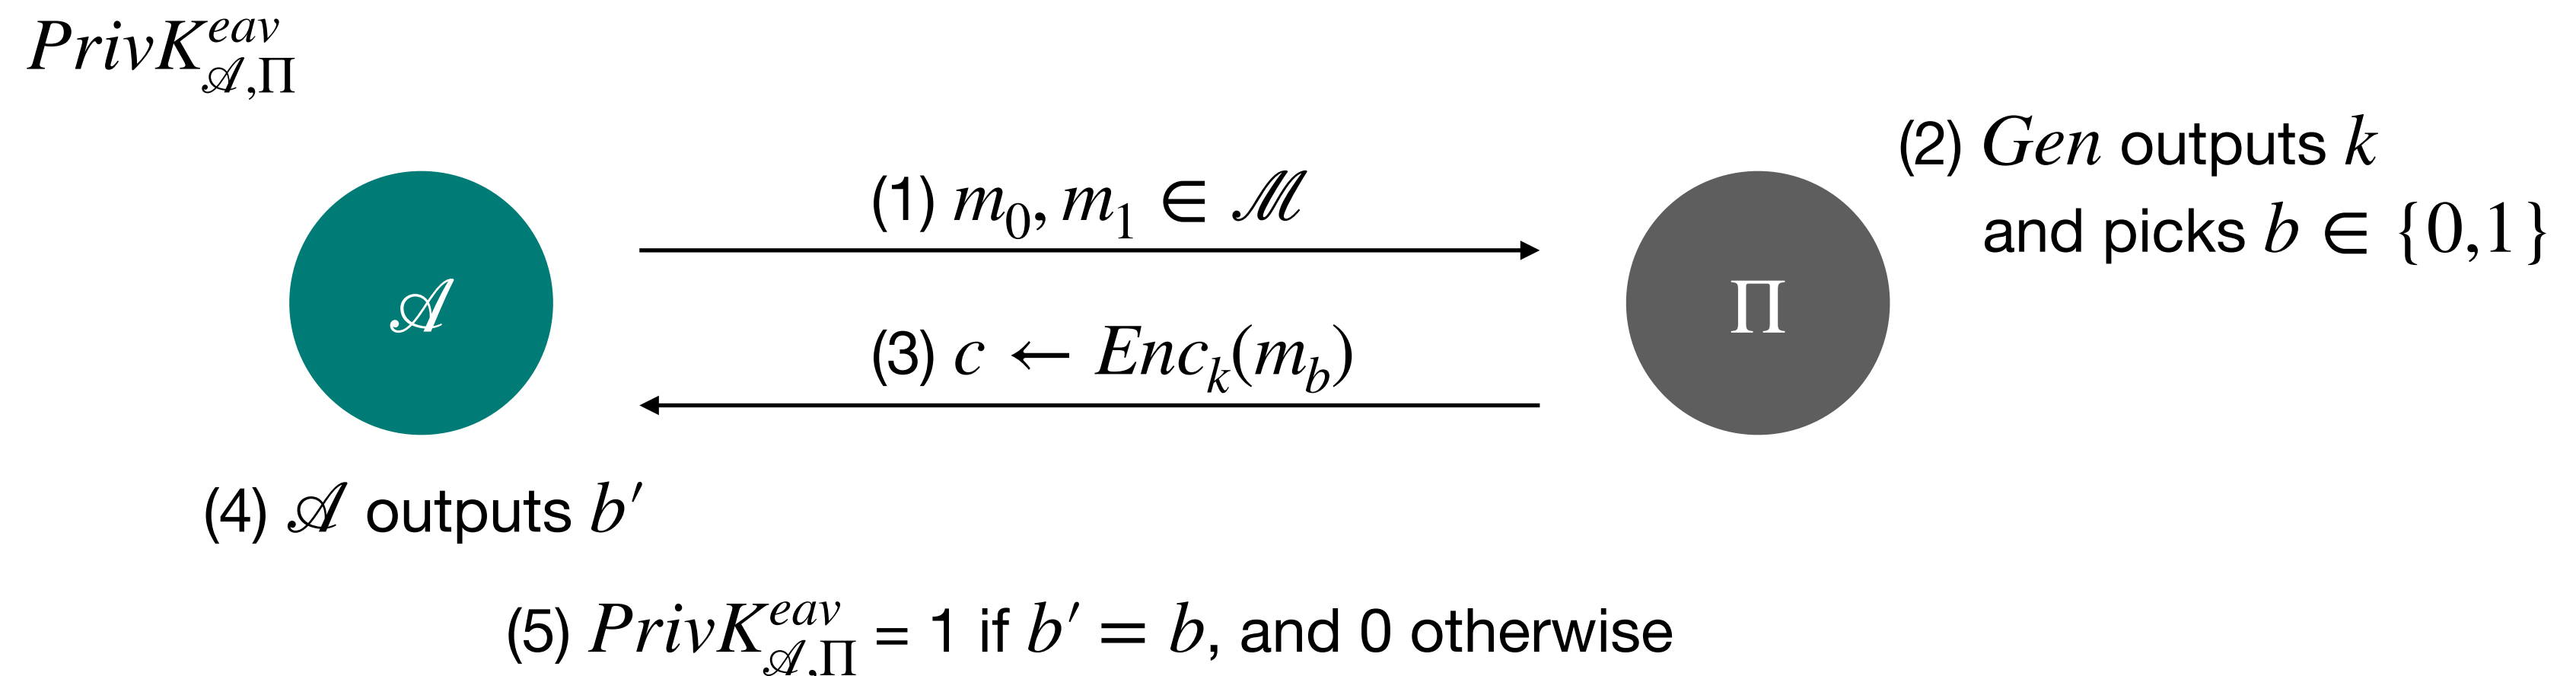 PrivK^{eav}_{𝒜,Π}
(1) m_0, m_1 ∈ ℳ
(2) Gen outputs k
and picks b ∈ {0,1}
𝒜
Π
(3) c ← Enc_k(m_b)
(4) 𝒜 outputs b′
(5) PrivK^{eav}_{𝒜,Π} = 1 if b′ = b, and 0 otherwise